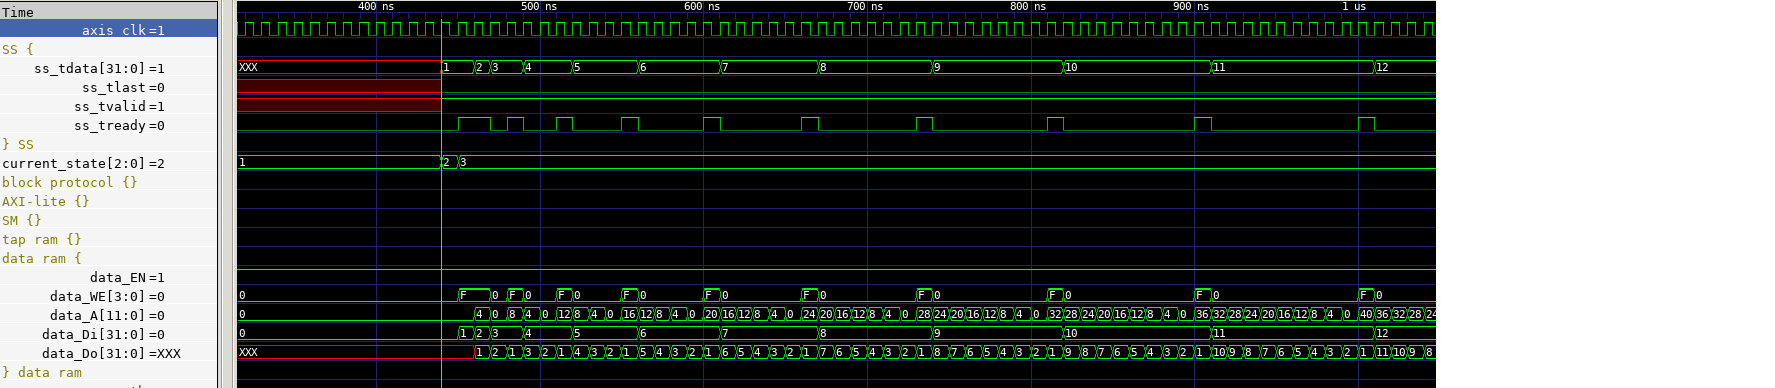 Time 400 ns 500 ns 600 ns 700 ns 800 ns 900 ns 1 us
axis_clk=1
SS {
ss_tdata[31:0] =1 XXX 1 2 3 4 5 6 7 8 9 10 11 12
ss_tlast=0
ss_tvalid=1
ss_tready=0
} SS
current_state[2:0] =2 1 2 3
block protocol {}
AXI-lite {}
SM {}
tap ram {}
data ram {
data_EN=1
data_WE[3:0] =0 0 F 0 F 0 F 0 F 0 F 0 F 0 F 0 F 0 F 0 F 0
data_A[11:0] =0 0 4 0 8 4 0 12 8 4 0 16 12 8 4 0 20 16 12 8 4 0 24 20 16 12 8 4 0 28 24 20 16 12 8 4 0 32 28 24 20 16 12 8 4 0 36 32 28 24 20 16 12 8 4 0 40 36 32 28 24
data_Di[31:0] =0 0 1 2 3 4 5 6 7 8 9 10 11 12
data_Do[31:0] =XXX XXX 1 2 1 3 2 1 4 3 2 1 5 4 3 2 1 6 5 4 3 2 1 7 6 5 4 3 2 1 8 7 6 5 4 3 2 1 9 8 7 6 5 4 3 2 1 10 9 8 7 6 5 4 3 2 1 11 10 9 8
} data ram